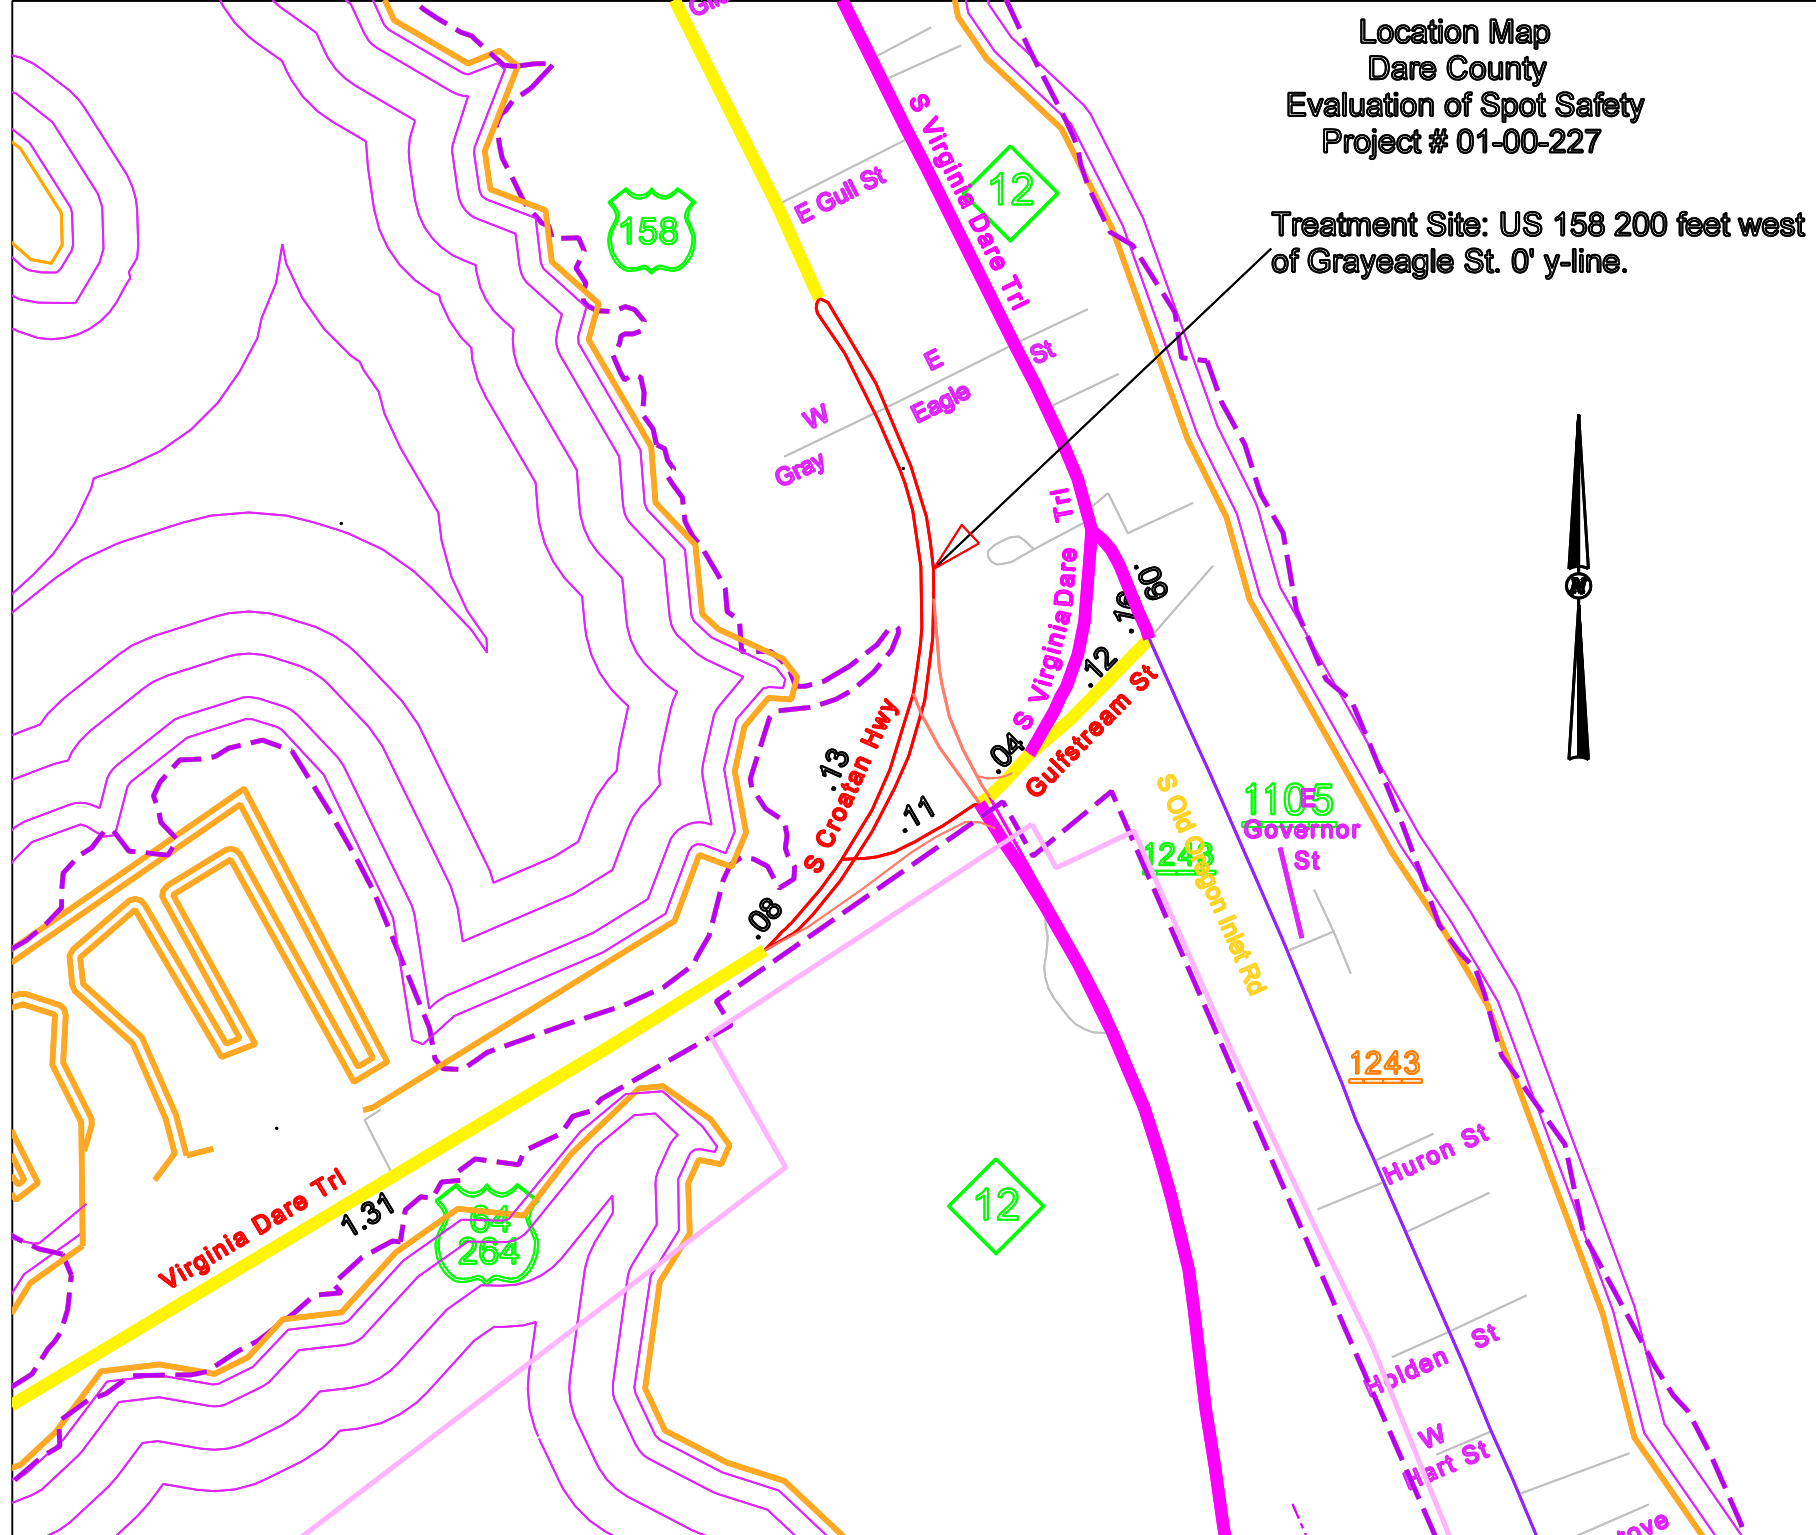 Location Map
Dare County
Evaluation of Spot Safety
Project # 01-00-227
Treatment Site: US 158 200 feet west
of Grayeagle St. 0' y-line.
S Virginia Dare Trl
12
E Gull St
158
E
St
W
Eagle
Gray
Trl
S VirginiaDare
.09
.12
.04
Gulfstream St
.13
S Croatan Hwy
.11
.08
S Old Oregon Inlet Rd
1105
E
Governor
St
1243
1243
Huron St
12
Virginia Dare Trl
1.31
64
264
Holden St
W
Hart St